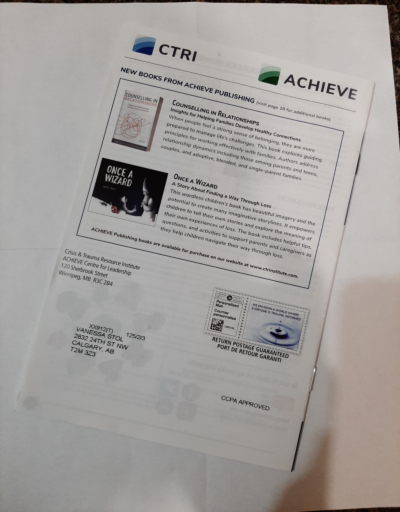 CTRI
ACHIEVE
NEW BOOKS FROM ACHIEVE PUBLISHING (visit page 18 for additional books)
COUNSELLING IN RELATIONSHIPS
Insights for Helping Families Develop Healthy Connections
When people feel a strong sense of belonging, they are more
prepared to manage life's challenges. This book explores guiding
principles for working effectively with families. Authors address
relationship dynamics including those among parents and teens,
couples, and adoptive, blended, and single-parent families.
COUNSELLING IN
RELATIONSHIPS
ONCE A WIZARD
A Story About Finding a Way Through Loss
This wordless children's book has beautiful imagery and the
potential to create many imaginative storylines. It empowers
children to tell their own stories and explore the meaning of
their own experiences of loss. The book includes helpful tips,
questions, and activities to support parents and caregivers as
they help children navigate their way through loss.
ONCE A
WIZARD
ACHIEVE Publishing books are available for purchase on our website at www.ctrinstitute.com
Crisis & Trauma Resource Institute
ACHIEVE Centre for Leadership
120 Sherbrook Street
Winnipeg, MB R3C 2B4
Personalized
Mail
Courrier
personnalisé
RETURN POSTAGE GUARANTEED
PORT DE RETOUR GARANTI
XX912(T) 125/3/3
VANESSA STOL
2832 24TH ST NW
CALGARY, AB
T2M 3Z3
CCPA APPROVED